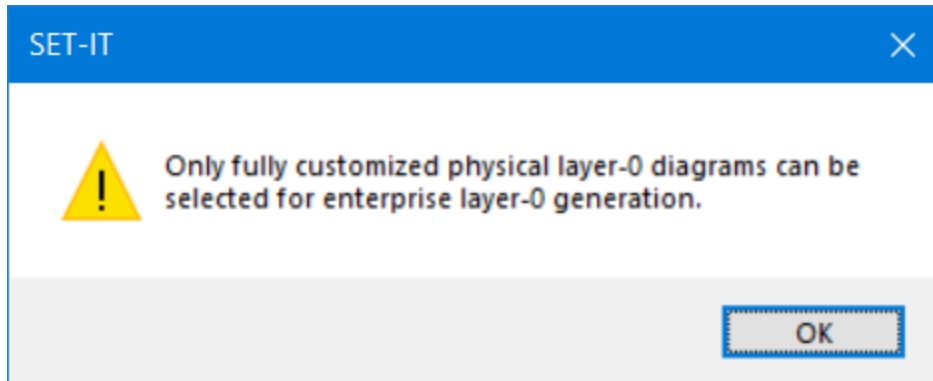 SET-IT
Only fully customized physical layer-0 diagrams can be
selected for enterprise layer-0 generation.
OK